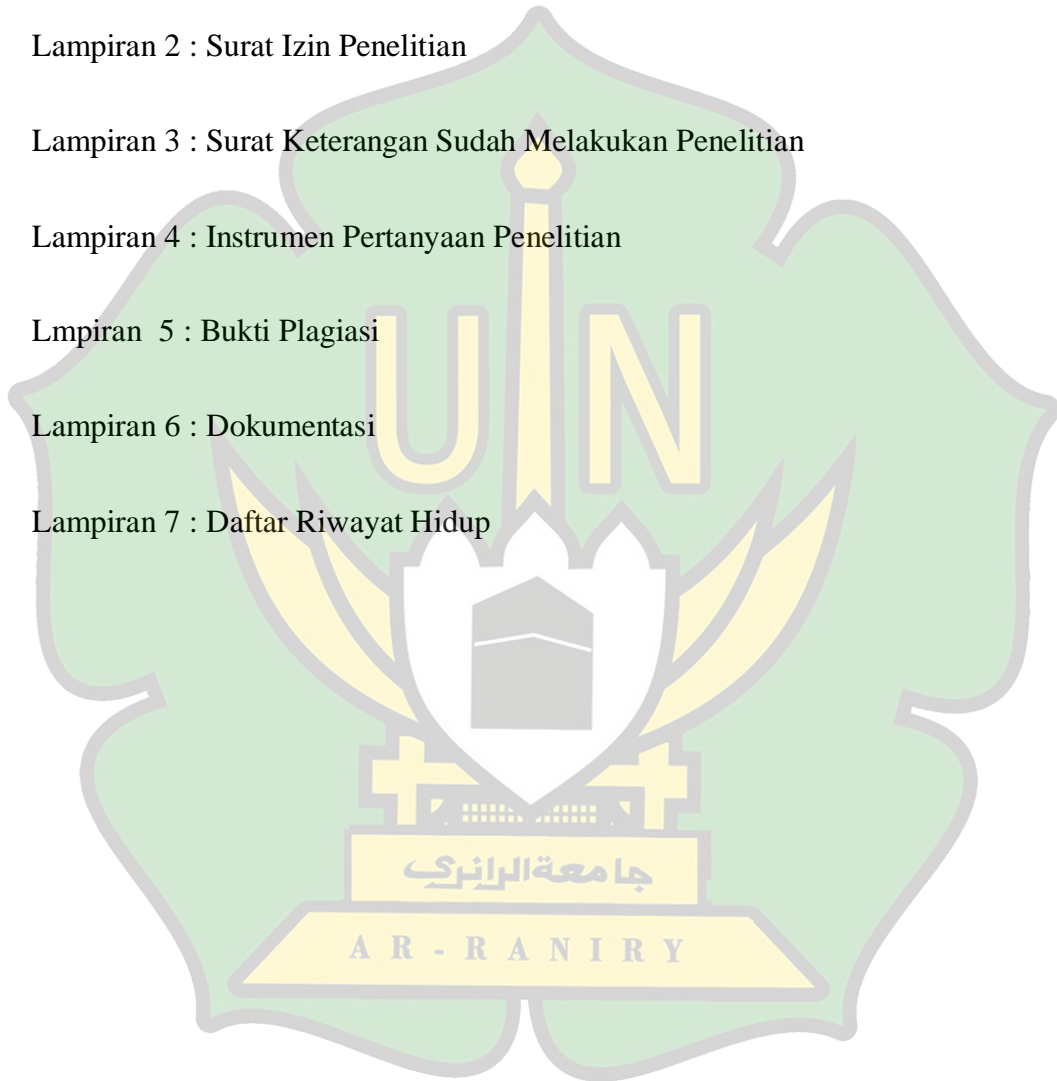 Lampiran 2 : Surat Izin Penelitian
Lampiran 3 : Surat Keterangan Sudah Melakukan Penelitian
Lampiran 4 : Instrumen Pertanyaan Penelitian
Lmpiran  5 : Bukti Plagiasi
Lampiran 6 : Dokumentasi
Lampiran 7 : Daftar Riwayat Hidup
UIN
جامعةالرانري
AR-RANIRY